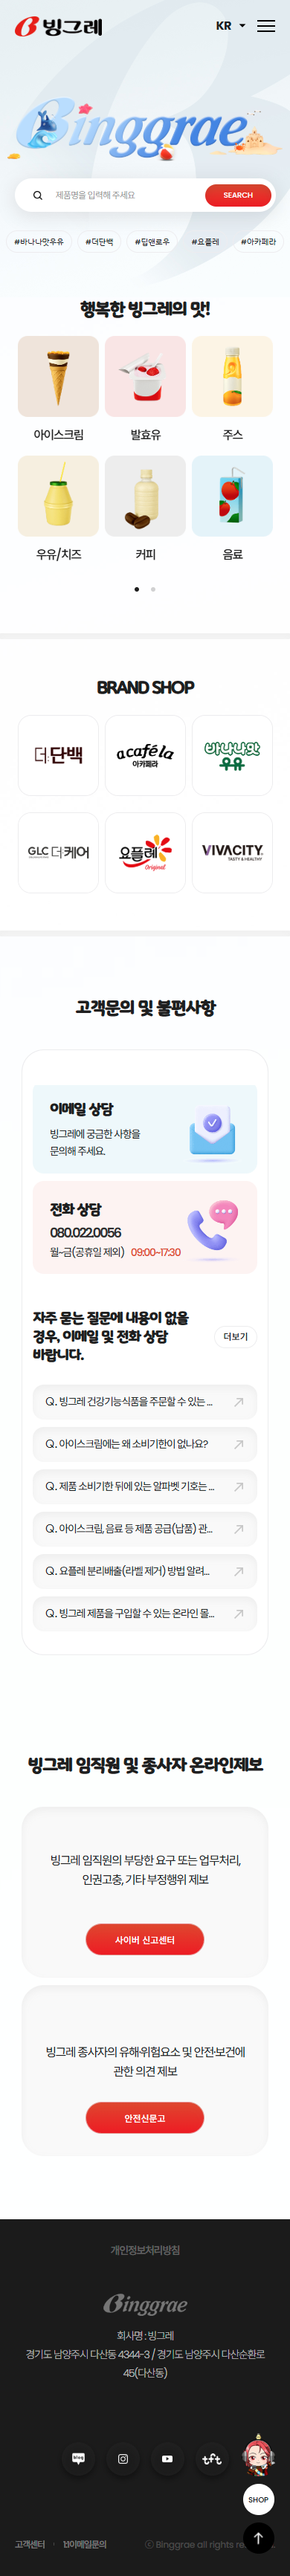 빙그레
KR
Binggrae
제품명을 입력해 주세요
SEARCH
#바나나맛우유 #더단백 #딥앤로우 #요플레 #아카페라
행복한 빙그레의 맛!
아이스크림 발효유 주스
우유/치즈 커피 음료
BRAND SHOP
더:단백
a caféla
아카페라
바나나맛
우유
GLC 더:케어
요플레
Original
VIVACITY
TASTY & HEALTHY
고객문의 및 불편사항
이메일 상담
빙그레에 궁금한 사항을
문의해 주세요.
전화 상담
080.022.0056
월~금(공휴일 제외) 09:00~17:30
자주 묻는 질문에 내용이 없을
경우, 이메일 및 전화 상담
바랍니다.
더보기
Q. 빙그레 건강기능식품을 주문할 수 있는 ...
Q. 아이스크림에는 왜 소비기한이 없나요?
Q. 제품 소비기한 뒤에 있는 알파벳 기호는 ...
Q. 아이스크림, 음료 등 제품 공급(납품) 관...
Q. 요플레 분리배출(라벨 제거) 방법 알려...
Q. 빙그레 제품을 구입할 수 있는 온라인 몰...
빙그레 임직원 및 종사자 온라인제보
빙그레 임직원의 부당한 요구 또는 업무처리,
인권고충, 기타 부정행위 제보
사이버 신고센터
빙그레 종사자의 유해·위험요소 및 안전·보건에
관한 의견 제보
안전신문고
개인정보처리방침
Binggrae
회사명 : 빙그레
경기도 남양주시 다산동 4344-3 / 경기도 남양주시 다산순환로
45(다산동)
blog
SHOP
고객센터 1:1이메일문의
ⓒ Binggrae all rights re